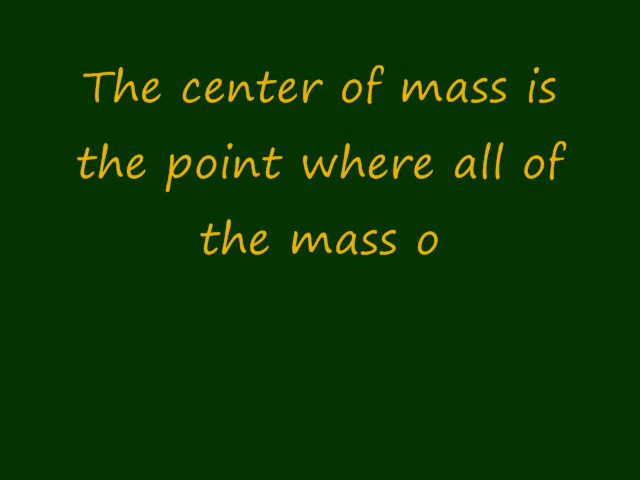 The center of mass is
the point where all of
the mass o